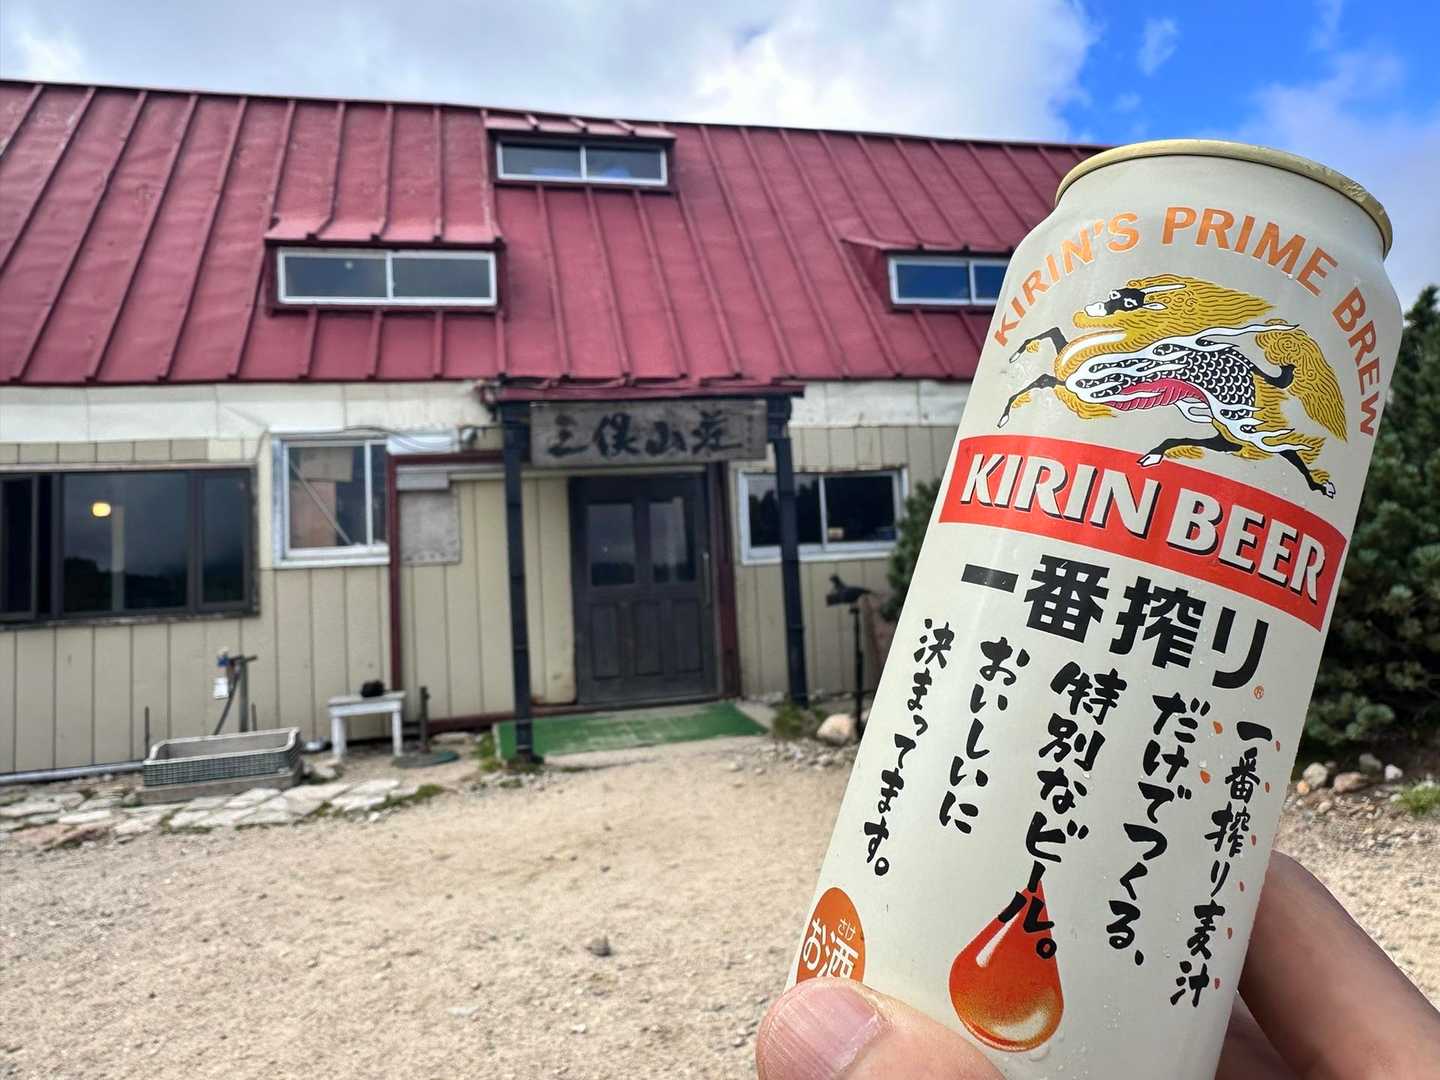 三俣山荘
KIRIN'S PRIME BREW
KIRIN BEER
一番搾り
®
一番搾り麦汁
だけでつくる、
特別なビール。
おいしいに
決まってます。
さけ
お酒